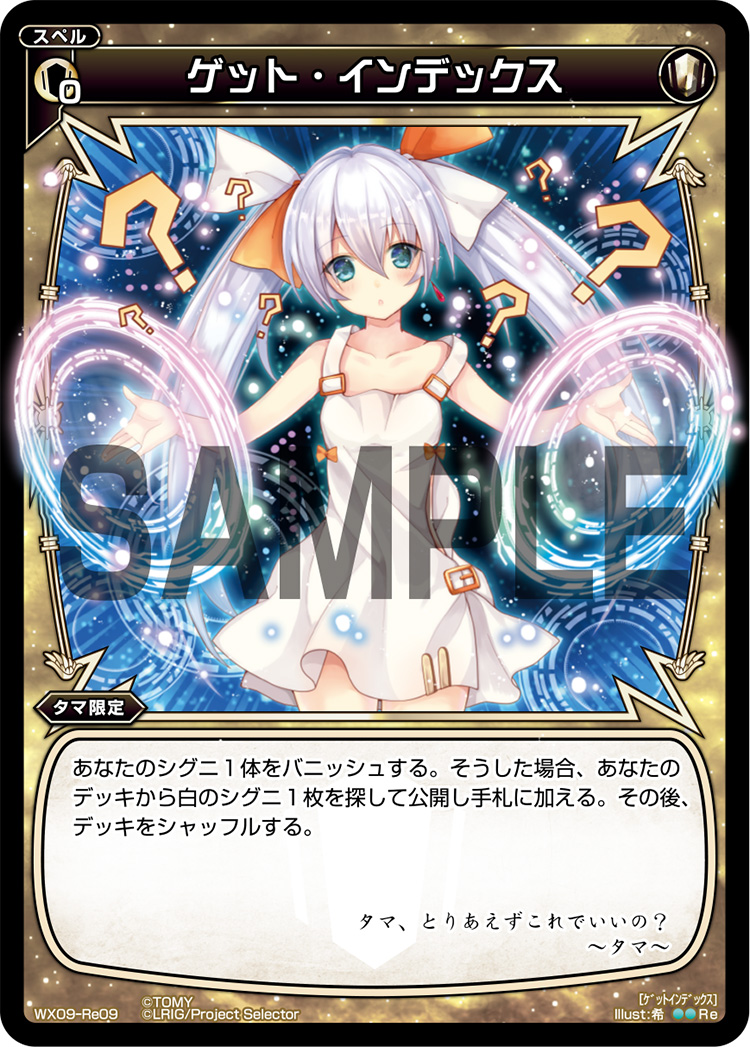 スペル
0
ゲット・インデックス
? ? ? ? ? ? ?
SAMPLE
タマ限定
あなたのシグニ1体をバニッシュする。そうした場合、あなたの
デッキから白のシグニ1枚を探して公開し手札に加える。その後、
デッキをシャッフルする。
タマ、とりあえずこれでいいの?
~タマ~
WX09-Re09
©TOMY
©LRIG/Project Selector
[ゲットインデックス]
Illust:希 Re